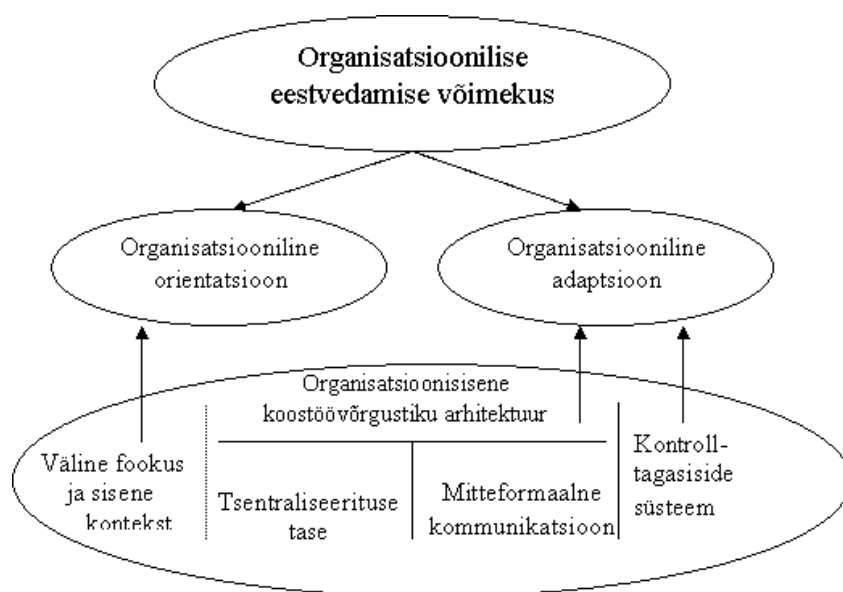 Organisatsioonilise
eestvedamise võimekus
Organisatsiooniline
orientatsioon
Organisatsiooniline
adaptsioon
Organisatsioonisisene
koostöövõrgustiku arhitektuur
Väline fookus
ja sisene
kontekst
Tsentraliseerituse
tase
Mitteformaalne
kommunikatsioon
Kontroll-
tagasiside
süsteem